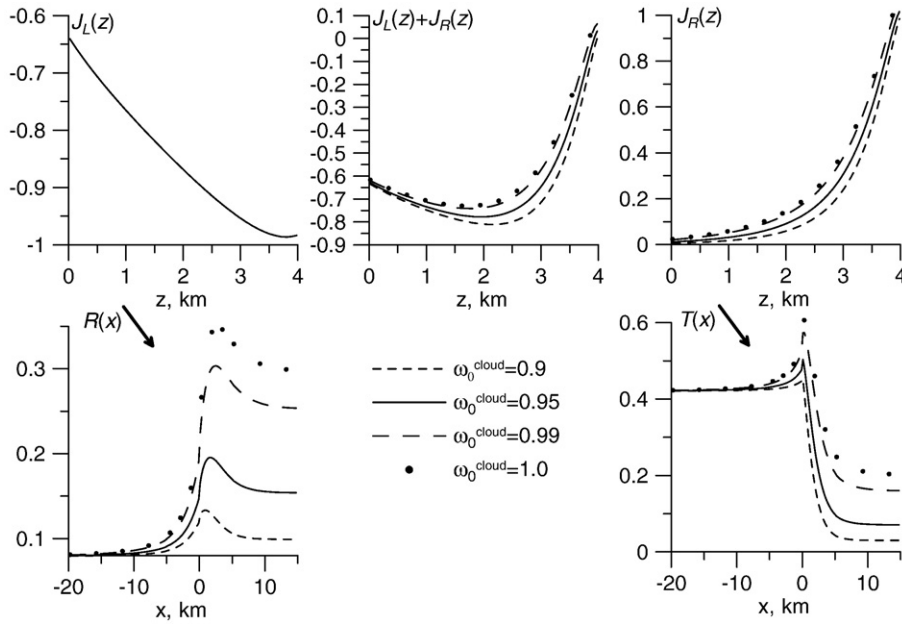 J_L(z)
-0.6
-0.7
-0.8
-0.9
-1
0 1 2 3 4
z, km
J_L(z)+J_R(z)
0.1
0
-0.1
-0.2
-0.3
-0.4
-0.5
-0.6
-0.7
-0.8
-0.9
0 1 2 3 4
z, km
J_R(z)
1
0.8
0.6
0.4
0.2
0
0 1 2 3 4
z, km
R(x)
0.3
0.2
0.1
-20 -10 0 10
x, km
ω₀ᶜˡᵒᵘᵈ=0.9
ω₀ᶜˡᵒᵘᵈ=0.95
ω₀ᶜˡᵒᵘᵈ=0.99
ω₀ᶜˡᵒᵘᵈ=1.0
T(x)
0.6
0.4
0.2
0
-20 -10 0 10
x, km